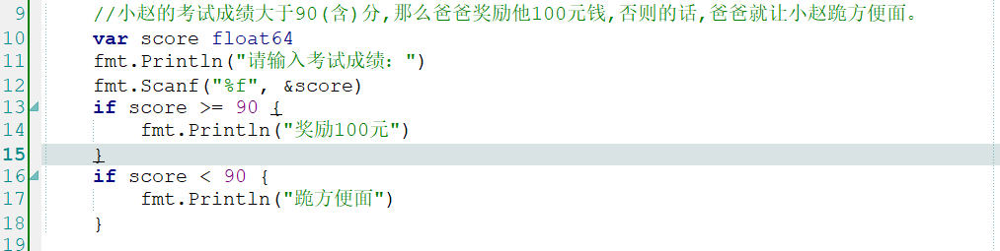 9 //小赵的考试成绩大于90(含)分,那么爸爸奖励他100元钱,否则的话,爸爸就让小赵跪方便面。
10 var score float64
11 fmt.Println("请输入考试成绩：")
12 fmt.Scanf("%f", &score)
13 if score >= 90 {
14 fmt.Println("奖励100元")
15 }
16 if score < 90 {
17 fmt.Println("跪方便面")
18 }
19